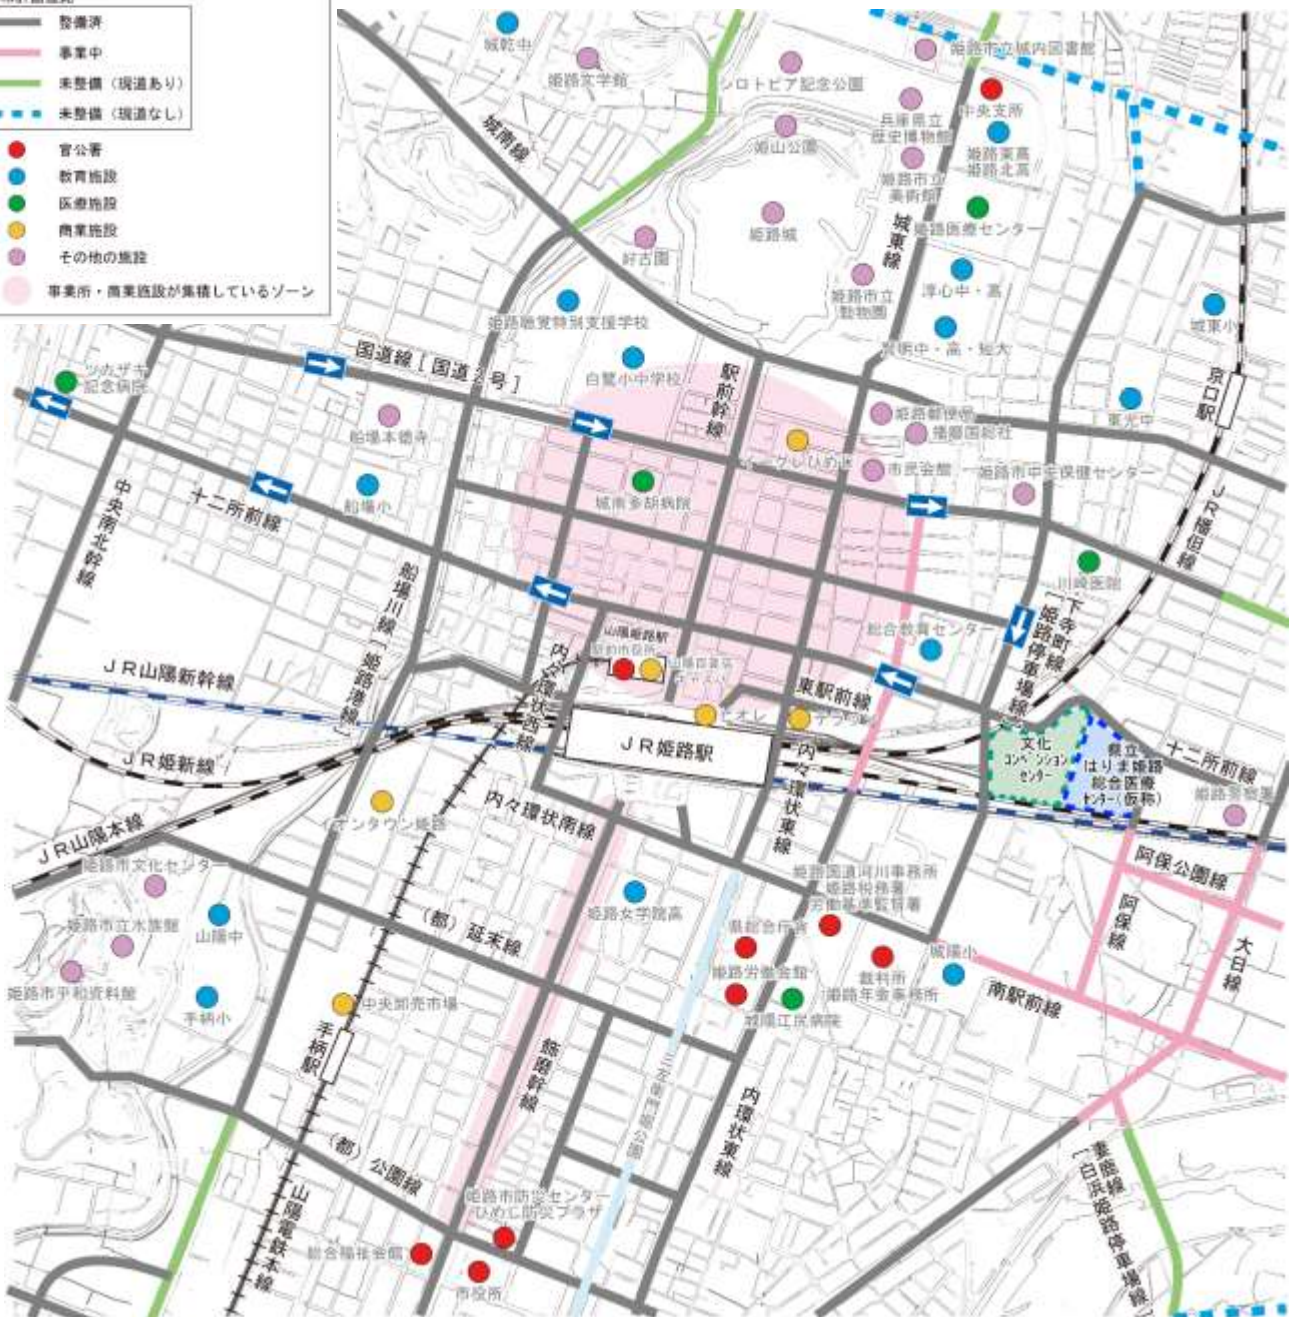 整備済
事業中
未整備（現道あり）
未整備（現道なし）
官公署
教育施設
医療施設
商業施設
その他の施設
事業所・商業施設が集積しているゾーン
城乾中
姫路文学館
シロトピア記念公園
姫路市立城内図書館
中央支所
兵庫県立
歴史博物館
姫路東高
姫路北高
姫山公園
姫路市立
美術館
城南線
姫路城
姫路医療センター
好古園
城東線
姫路市立
動物園
淳心中・高
姫路聴覚特別支援学校
賢明中・高・短大
城東小
京口駅
国道線［国道2号］
白鷺小中学校
駅前幹線
ツカザキ
記念病院
船場本徳寺
姫路郵便局
播磨国総社
東光中
イーグレひめじ
市民会館
姫路市中央保健センター
城南多胡病院
船場小
十二所前線
中央南北幹線
JR播但線
川崎医院
船場川線
［姫路港線］
下寺町線
［姫路停車場線］
総合教育センター
山陽姫路駅
駅前市役所
山陽百貨店
内々環状西線
JR山陽新幹線
東駅前線
ピオレ
JR姫路駅
文化
コンベンション
センター
県立
はりま姫路
総合医療
センター(仮称)
十二所前線
姫路警察署
JR姫新線
内々環状南線
内々環状東線
イオンタウン姫路
JR山陽本線
姫路市文化センター
阿保公園線
姫路国道河川事務所
姫路税務署
労働基準監督署
阿保線
姫路女学院高
（都）延末線
県総合庁舎
姫路市立水族館
山陽中
大日線
姫路労働会館
裁判所
姫路年金事務所
城陽小
姫路市平和資料館
手柄小
中央卸売市場
城陽江尻病院
南駅前線
手柄駅
飾磨幹線
三左衛門堀公園
内環状東線
（都）公園線
妻鹿線
［白浜姫路停車場線］
姫路市防災センター
ひめじ防災プラザ
山陽電鉄本線
総合福祉会館
市役所